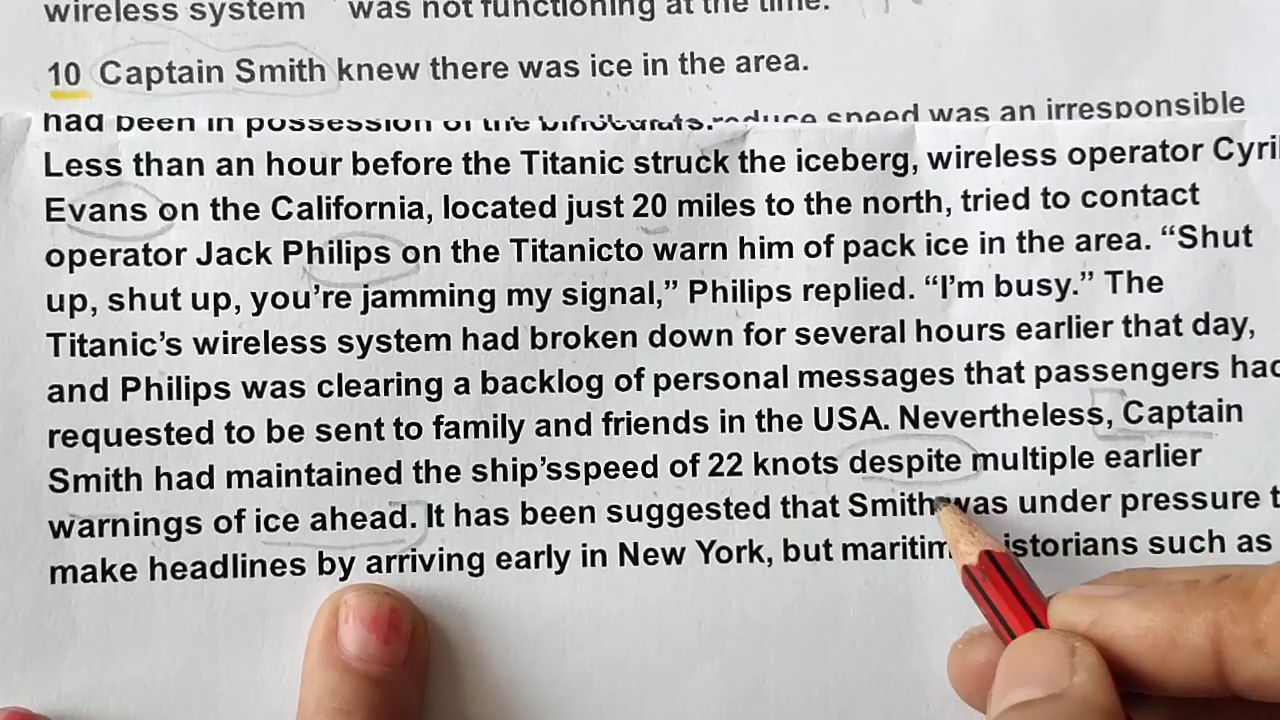 wireless system was not functioning at the time.
10 Captain Smith knew there was ice in the area.
had been in possession of the reduce speed was an irresponsible
Less than an hour before the Titanic struck the iceberg, wireless operator Cyril
Evans on the California, located just 20 miles to the north, tried to contact
operator Jack Philips on the Titanicto warn him of pack ice in the area. “Shut
up, shut up, you’re jamming my signal,” Philips replied. “I’m busy.” The
Titanic’s wireless system had broken down for several hours earlier that day,
and Philips was clearing a backlog of personal messages that passengers had
requested to be sent to family and friends in the USA. Nevertheless, Captain
Smith had maintained the ship’sspeed of 22 knots despite multiple earlier
warnings of ice ahead. It has been suggested that Smith was under pressure
make headlines by arriving early in New York, but such as